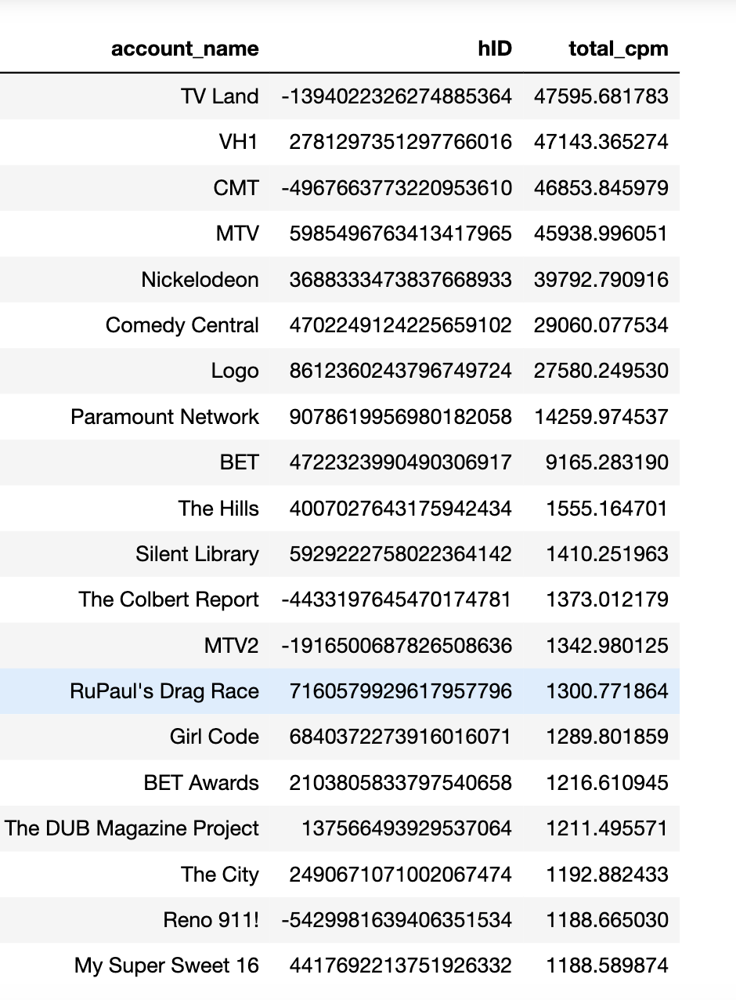 account_name hID total_cpm
TV Land -1394022326274885364 47595.681783
VH1 2781297351297766016 47143.365274
CMT -4967663773220953610 46853.845979
MTV 5985496763413417965 45938.996051
Nickelodeon 3688333473837668933 39792.790916
Comedy Central 4702249124225659102 29060.077534
Logo 8612360243796749724 27580.249530
Paramount Network 9078619956980182058 14259.974537
BET 4722323990490306917 9165.283190
The Hills 4007027643175942434 1555.164701
Silent Library 5929222758022364142 1410.251963
The Colbert Report -4433197645470174781 1373.012179
MTV2 -1916500687826508636 1342.980125
RuPaul's Drag Race 7160579929617957796 1300.771864
Girl Code 6840372273916016071 1289.801859
BET Awards 2103805833797540658 1216.610945
The DUB Magazine Project 137566493929537064 1211.495571
The City 2490671071002067474 1192.882433
Reno 911! -5429981639406351534 1188.665030
My Super Sweet 16 4417692213751926332 1188.589874